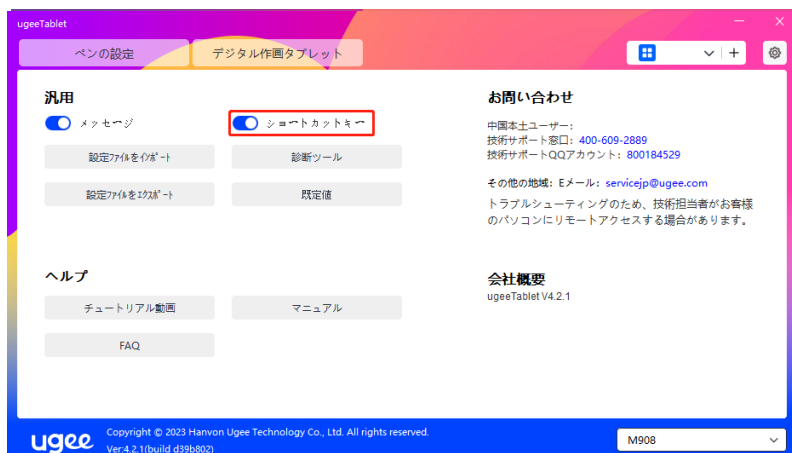 ugeeTablet
ペンの設定
デジタル作画タブレット
汎用
メッセージ
ショートカットキー
設定ファイルをインポート
診断ツール
設定ファイルをエクスポート
既定値
ヘルプ
チュートリアル動画
マニュアル
FAQ
お問い合わせ
中国本土ユーザー：
技術サポート窓口：400-609-2889
技術サポートQQアカウント：800184529
その他の地域：Eメール：servicejp@ugee.com
トラブルシューティングのため、技術担当者がお客様
のパソコンにリモートアクセスする場合があります。
会社概要
ugeeTablet V4.2.1
ugee
Copyright © 2023 Hanvon Ugee Technology Co., Ltd. All rights reserved.
Ver:4.2.1(build d39b802)
M908